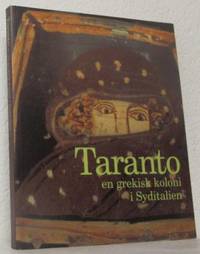 Taranto
en grekisk koloni
i Syditalien